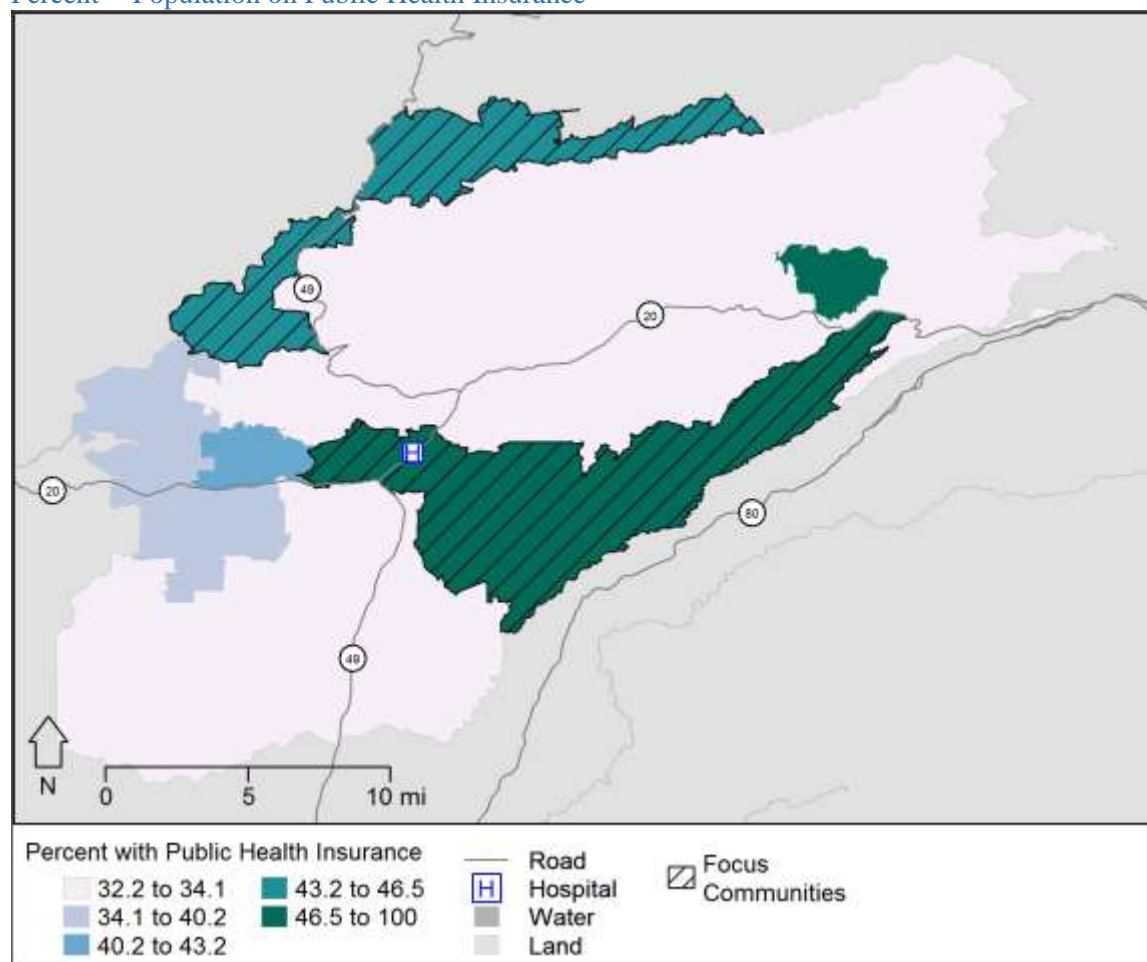 Percent – Population on Public Health Insurance
49
20
20
80
49
N
0 5 10 mi
Percent with Public Health Insurance
32.2 to 34.1
34.1 to 40.2
40.2 to 43.2
43.2 to 46.5
46.5 to 100
Road
H Hospital
Water
Land
Focus
Communities
H